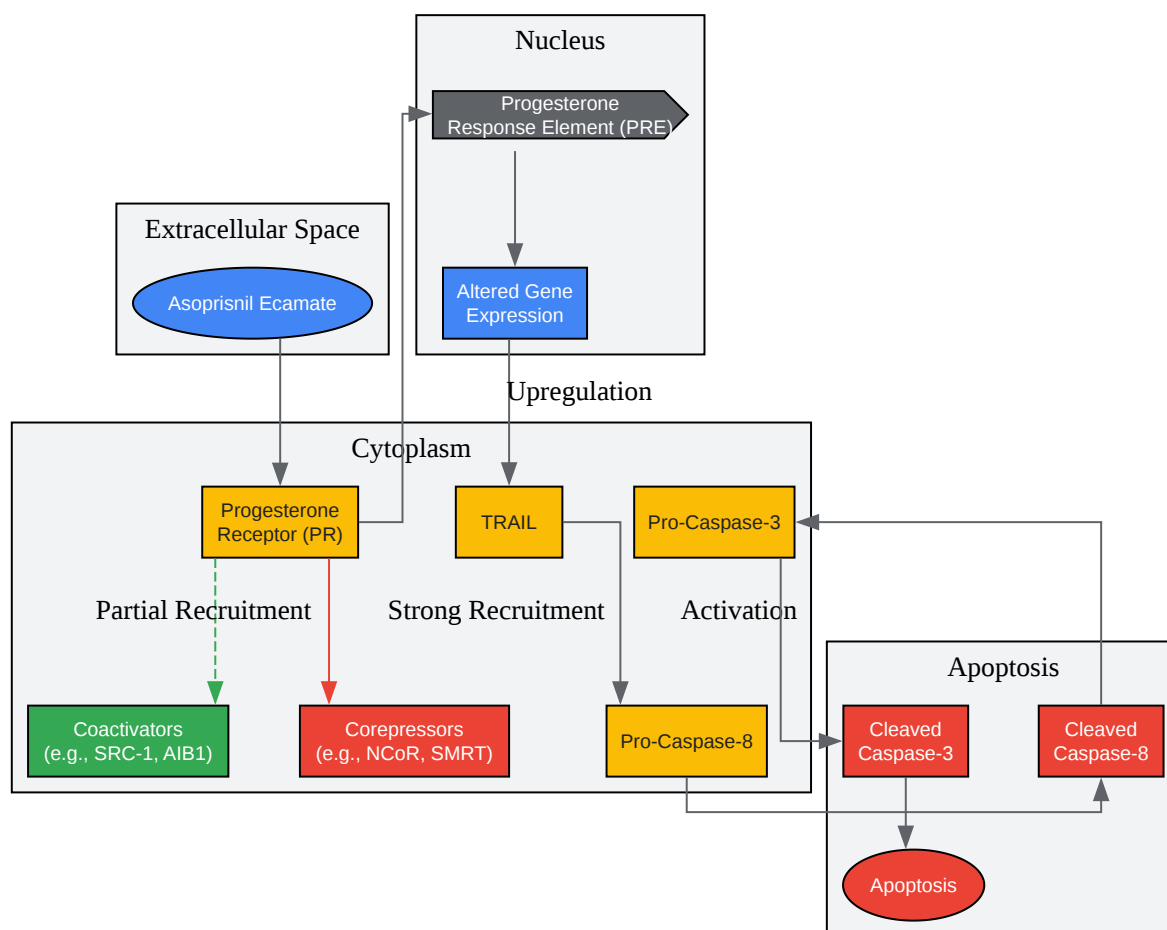 Nucleus
Progesterone
Response Element (PRE)
Extracellular Space
Asoprisnil Ecamate
Altered Gene
Expression
Upregulation
Cytoplasm
Progesterone
Receptor (PR)
TRAIL
Pro-Caspase-3
Partial Recruitment
Strong Recruitment
Activation
Apoptosis
Coactivators
(e.g., SRC-1, AIB1)
Corepressors
(e.g., NCoR, SMRT)
Pro-Caspase-8
Cleaved
Caspase-3
Cleaved
Caspase-8
Apoptosis